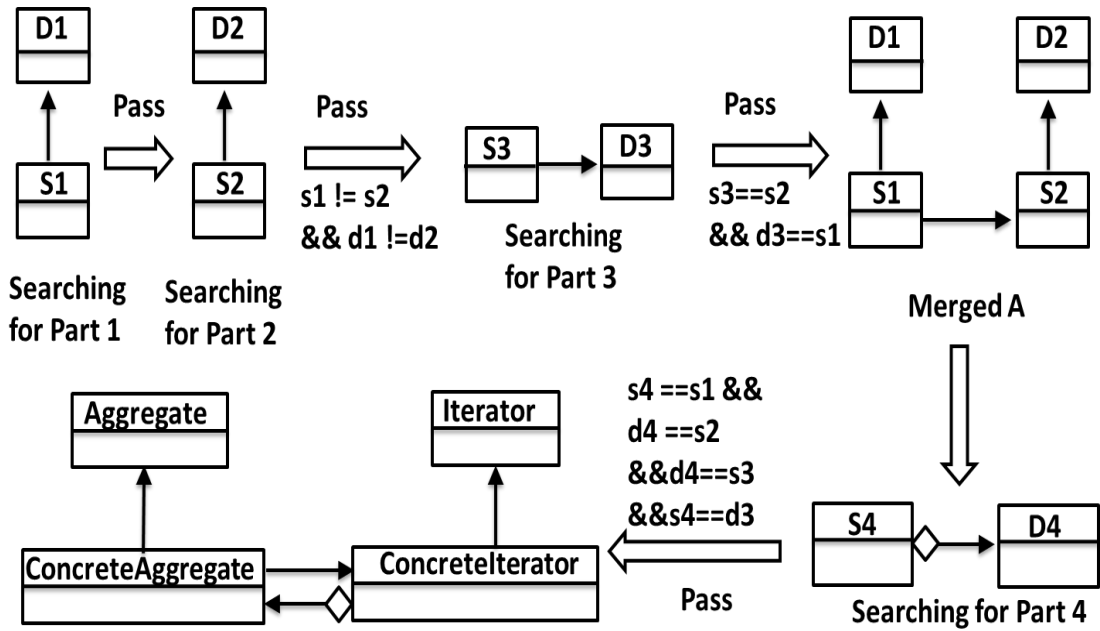 D1
D2
Pass
S1
S2
Searching
for Part 1
Searching
for Part 2
Pass
s1 != s2
&& d1 !=d2
S3
D3
Searching
for Part 3
Pass
s3==s2
&& d3==s1
D1
D2
S1
S2
Merged A
s4 ==s1 &&
d4 ==s2
&&d4==s3
&&s4==d3
Pass
S4
D4
Searching for Part 4
Aggregate
Iterator
ConcreteAggregate
ConcreteIterator